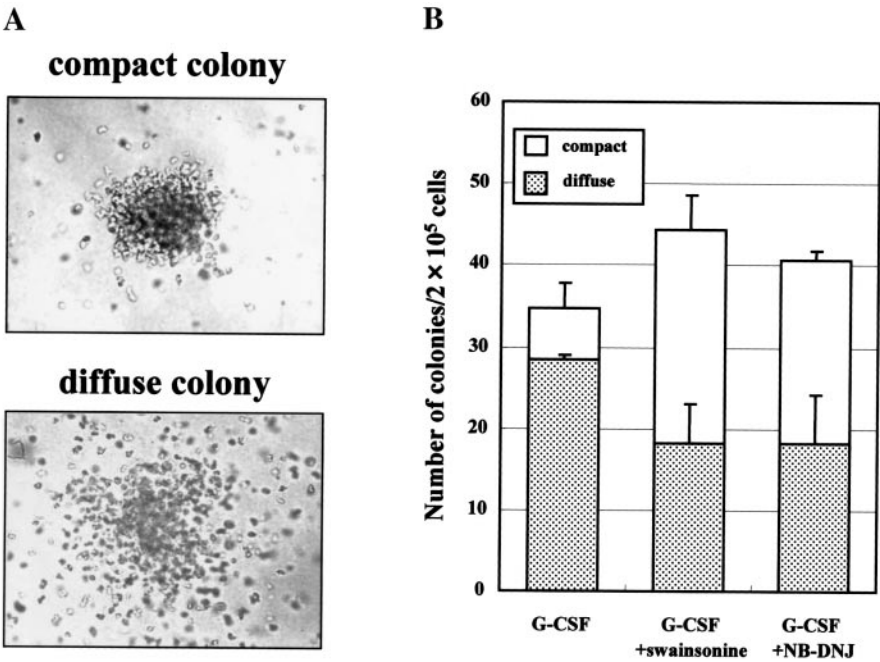 A
compact colony
diffuse colony
B
Number of colonies/2 × 10⁵ cells
60
50
40
30
20
10
0
compact
diffuse
G-CSF
G-CSF
+swainsonine
G-CSF
+NB-DNJ